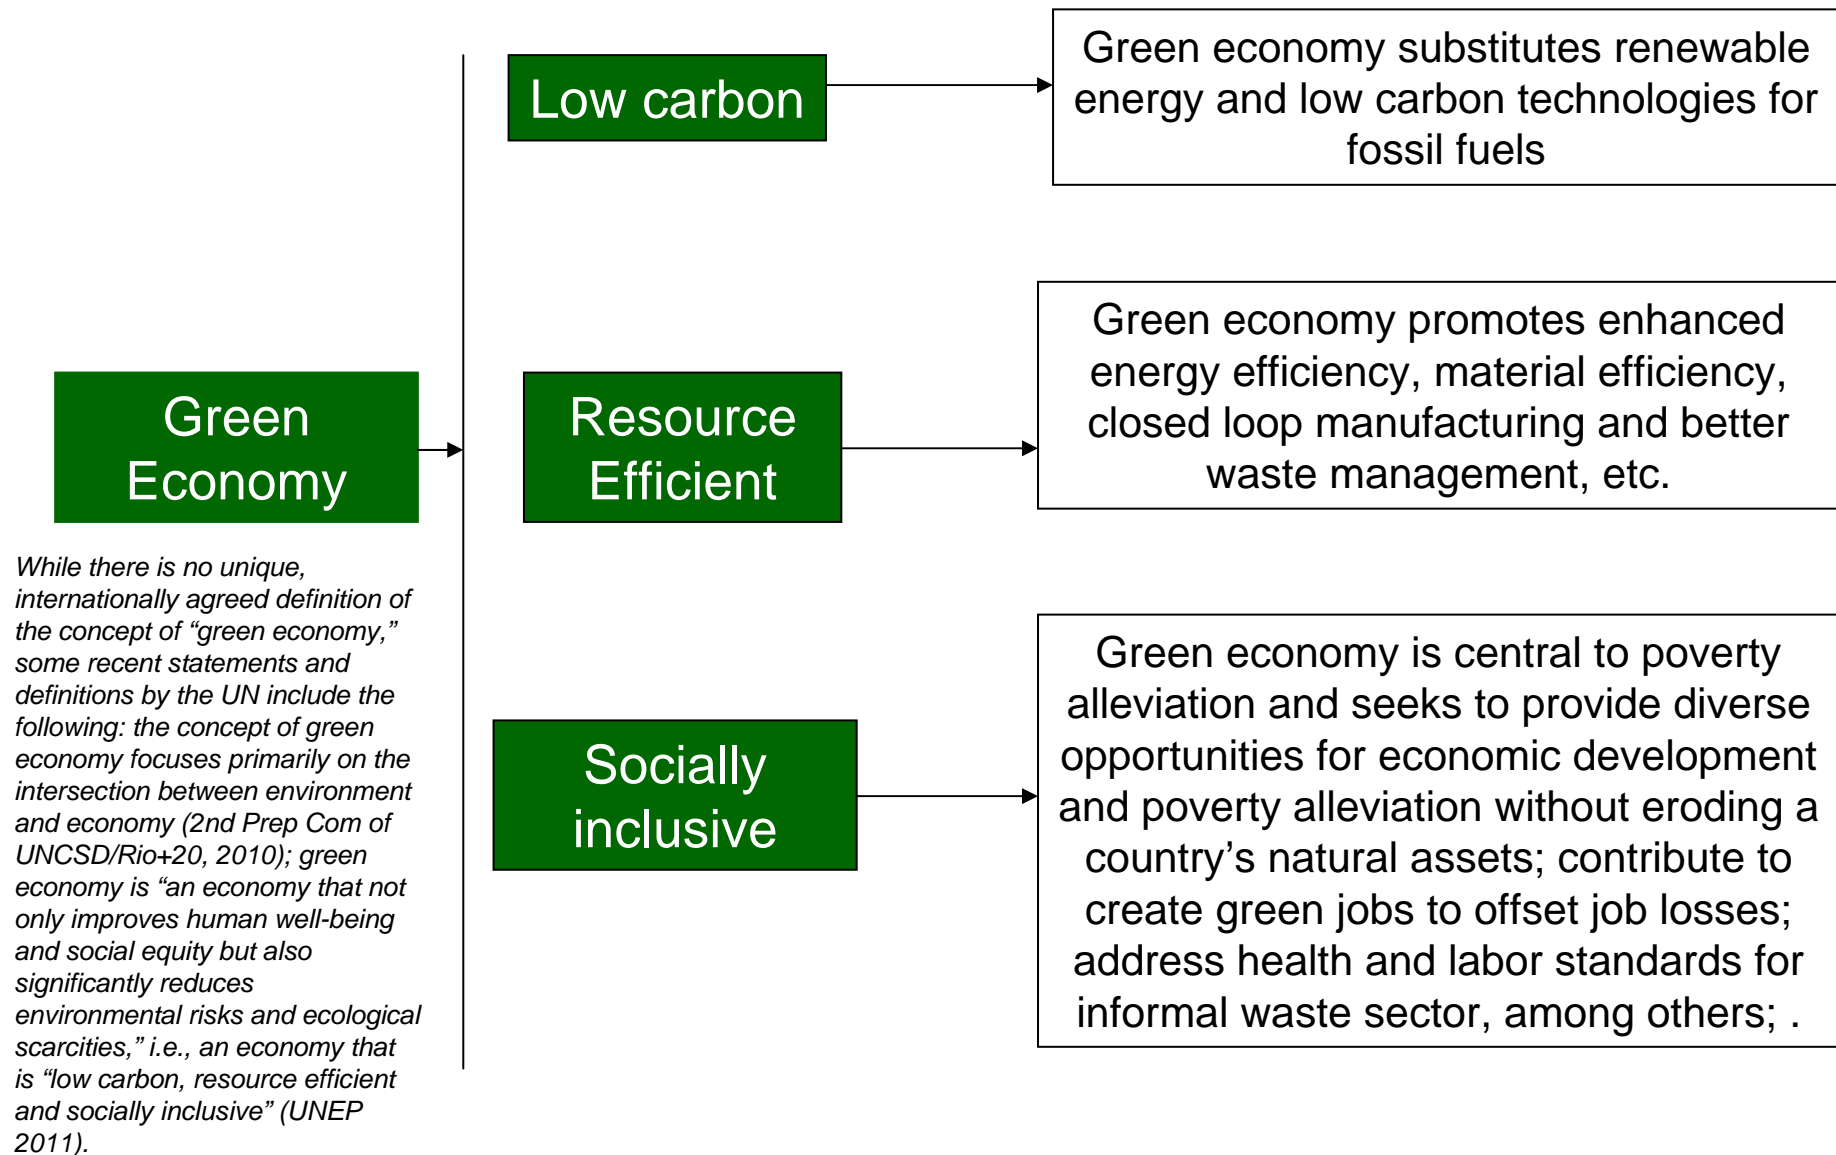 Green
Economy
While there is no unique,
internationally agreed definition of
the concept of “green economy,”
some recent statements and
definitions by the UN include the
following: the concept of green
economy focuses primarily on the
intersection between environment
and economy (2nd Prep Com of
UNCSD/Rio+20, 2010); green
economy is “an economy that not
only improves human well-being
and social equity but also
significantly reduces
environmental risks and ecological
scarcities,” i.e., an economy that
is “low carbon, resource efficient
and socially inclusive” (UNEP
2011).
Low carbon
Green economy substitutes renewable
energy and low carbon technologies for
fossil fuels
Resource
Efficient
Green economy promotes enhanced
energy efficiency, material efficiency,
closed loop manufacturing and better
waste management, etc.
Socially
inclusive
Green economy is central to poverty
alleviation and seeks to provide diverse
opportunities for economic development
and poverty alleviation without eroding a
country’s natural assets; contribute to
create green jobs to offset job losses;
address health and labor standards for
informal waste sector, among others; .